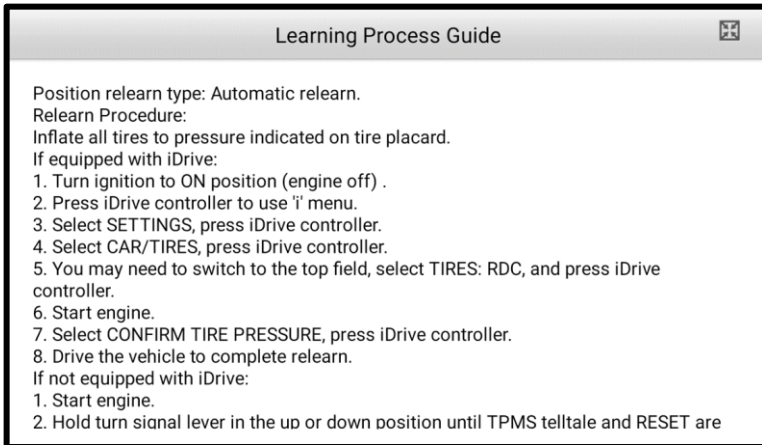 Learning Process Guide
Position relearn type: Automatic relearn.
Relearn Procedure:
Inflate all tires to pressure indicated on tire placard.
If equipped with iDrive:
1. Turn ignition to ON position (engine off) .
2. Press iDrive controller to use 'i' menu.
3. Select SETTINGS, press iDrive controller.
4. Select CAR/TIRES, press iDrive controller.
5. You may need to switch to the top field, select TIRES: RDC, and press iDrive
controller.
6. Start engine.
7. Select CONFIRM TIRE PRESSURE, press iDrive controller.
8. Drive the vehicle to complete relearn.
If not equipped with iDrive:
1. Start engine.
2. Hold turn signal lever in the up or down position until TPMS telltale and RESET are